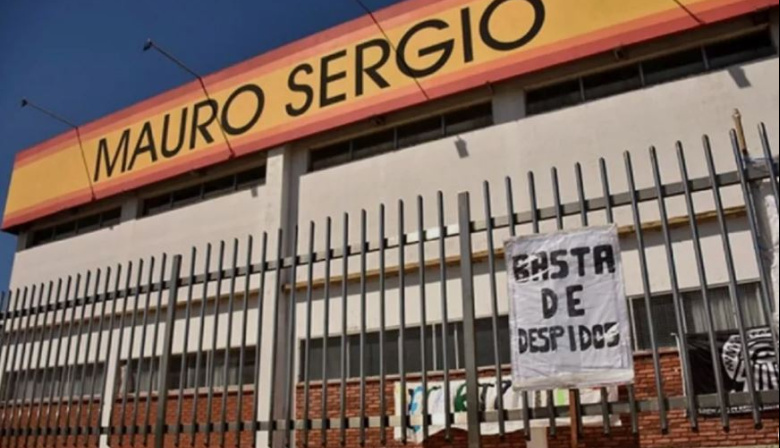 MAURO SERGIO
BASTA
DE
DESPIDOS